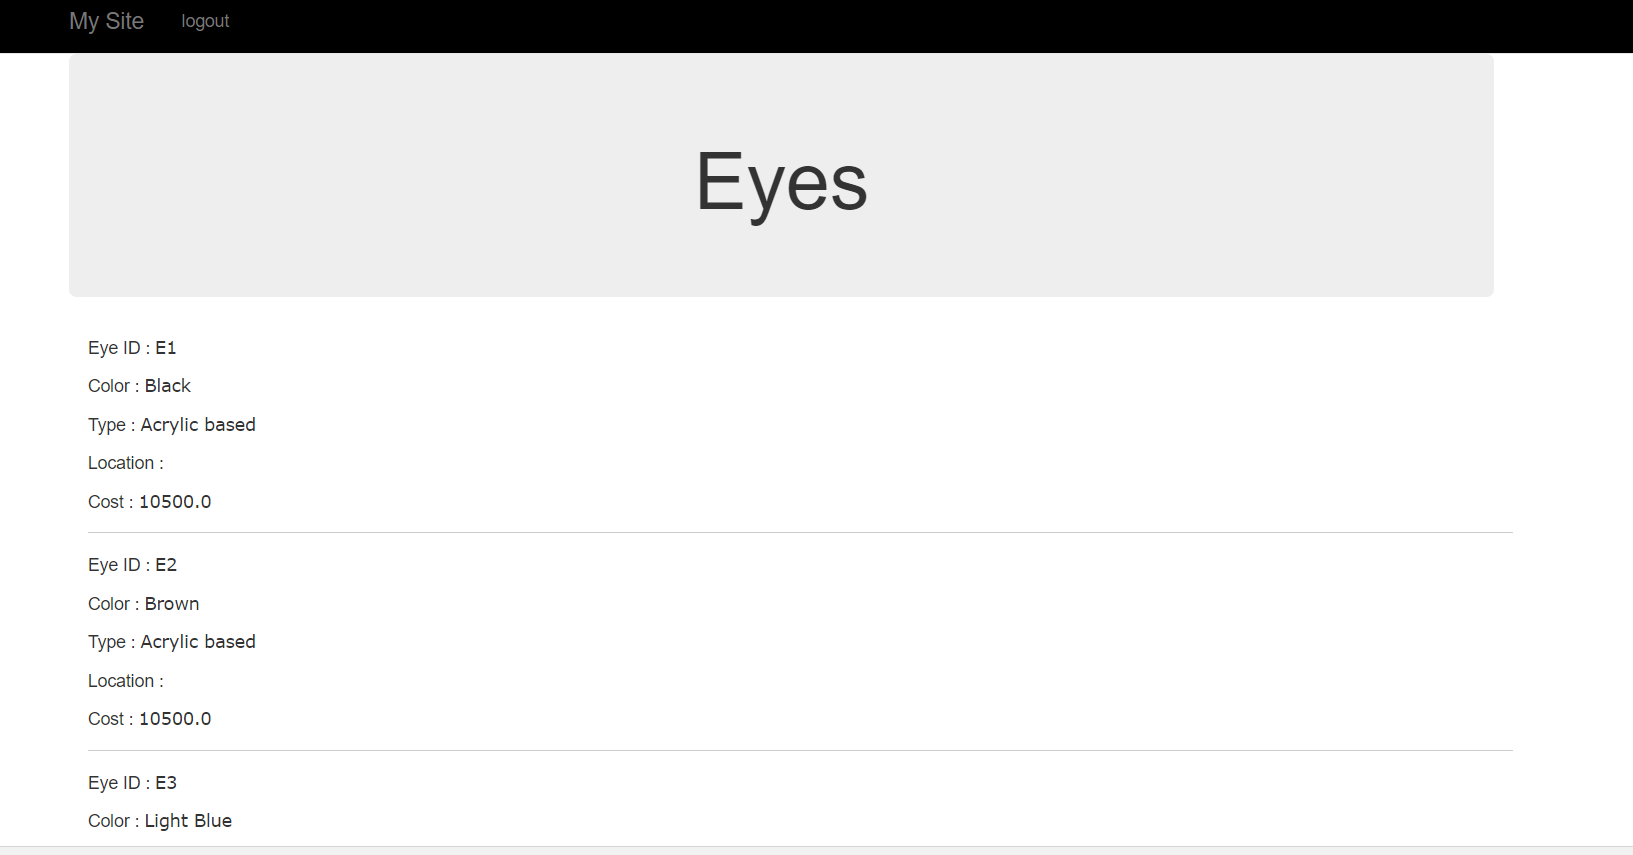 My Site logout
Eyes
Eye ID : E1
Color : Black
Type : Acrylic based
Location :
Cost : 10500.0
Eye ID : E2
Color : Brown
Type : Acrylic based
Location :
Cost : 10500.0
Eye ID : E3
Color : Light Blue